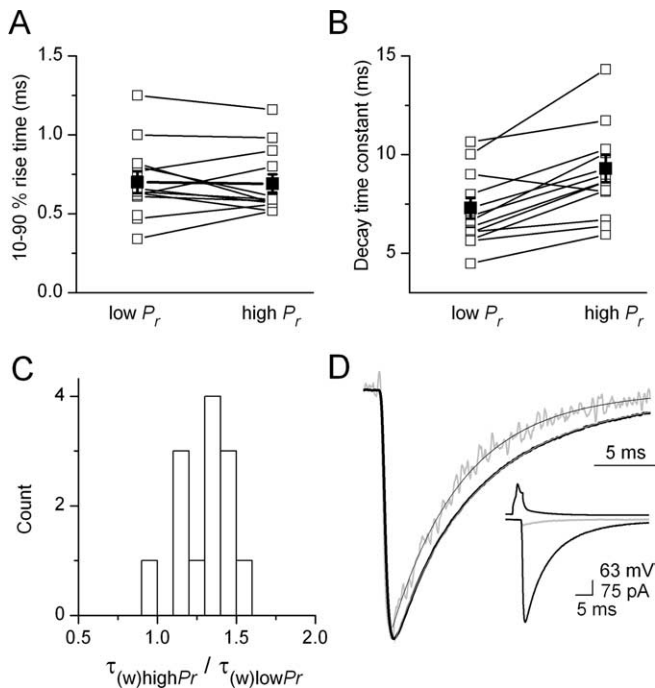 A
10-90 % rise time (ms)
1.5
1.0
0.5
0.0
low Pr
high Pr
B
Decay time constant (ms)
15
10
5
low Pr
high Pr
C
Count
4
2
0
0.5
1.0
1.5
2.0
τ(w)highPr / τ(w)lowPr
D
5 ms
63 mV
75 pA
5 ms